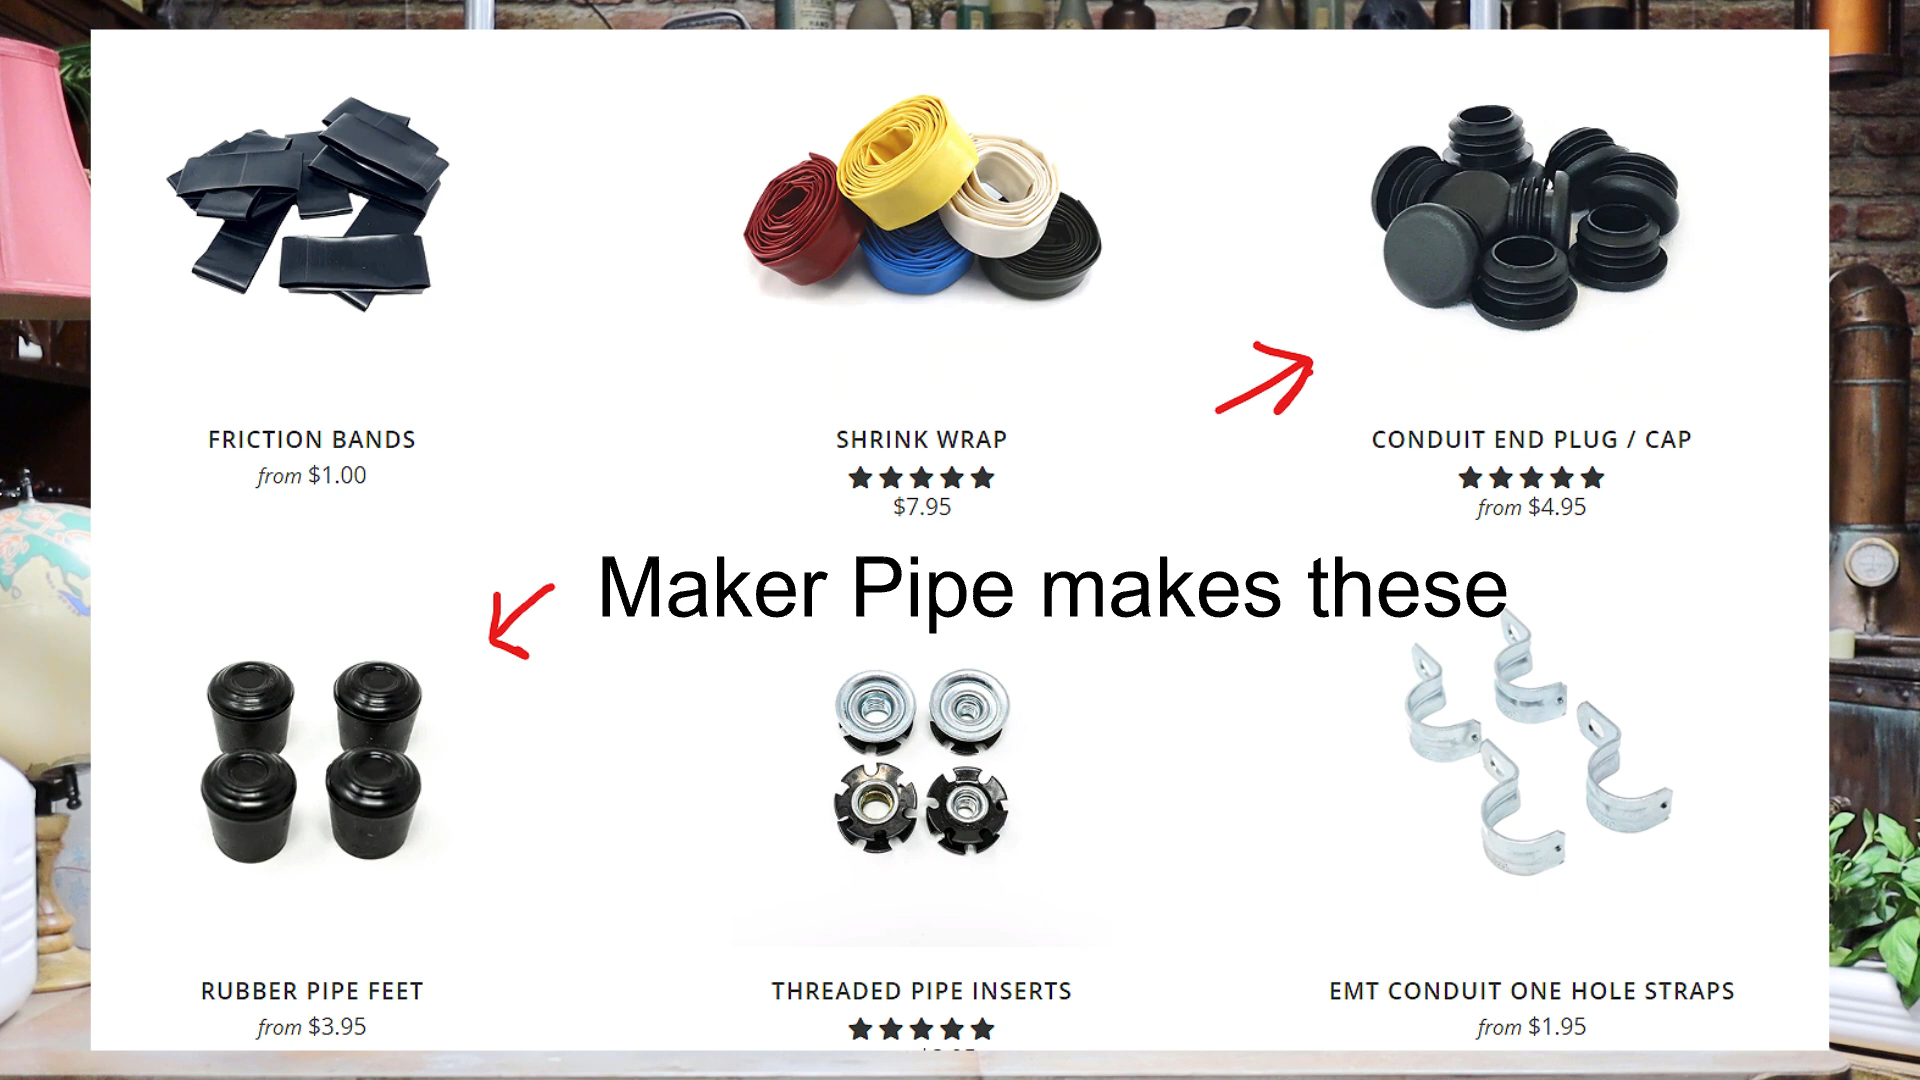 FRICTION BANDS
from $1.00
SHRINK WRAP
$7.95
CONDUIT END PLUG / CAP
from $4.95
Maker Pipe makes these
RUBBER PIPE FEET
from $3.95
THREADED PIPE INSERTS
EMT CONDUIT ONE HOLE STRAPS
from $1.95